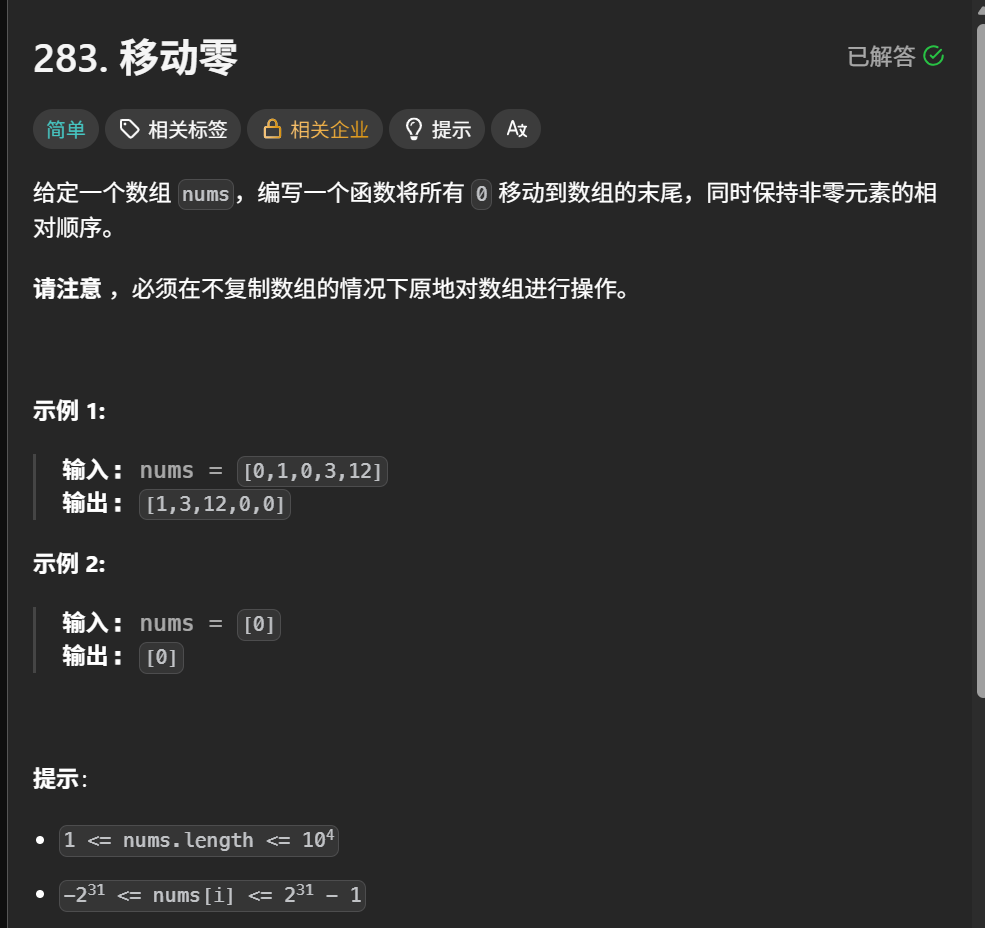 283. 移动零
已解答
简单 相关标签 相关企业 提示 Ax
给定一个数组 nums，编写一个函数将所有 0 移动到数组的末尾，同时保持非零元素的相
对顺序。
请注意 ，必须在不复制数组的情况下原地对数组进行操作。
示例 1:
输入: nums = [0,1,0,3,12]
输出: [1,3,12,0,0]
示例 2:
输入: nums = [0]
输出: [0]
提示:
1 <= nums.length <= 10⁴
−2³¹ <= nums[i] <= 2³¹ − 1